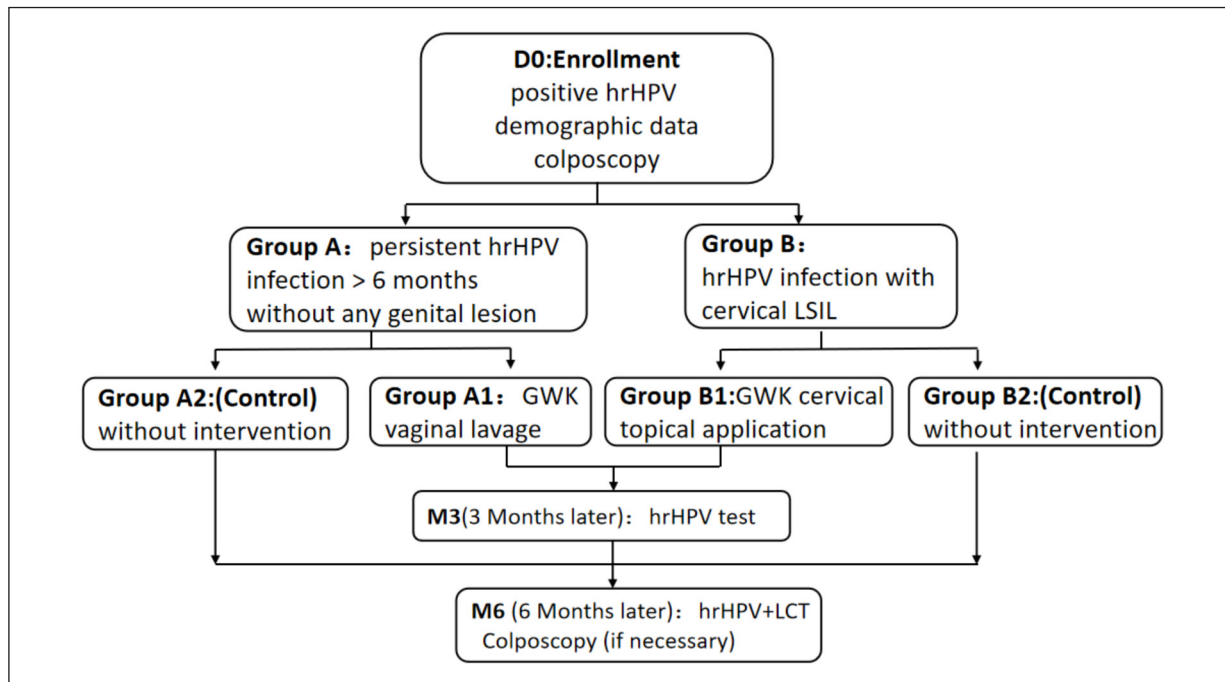 D0:Enrollment
positive hrHPV
demographic data
colposcopy
Group A： persistent hrHPV
infection > 6 months
without any genital lesion
Group B：
hrHPV infection with
cervical LSIL
Group A2:(Control)
without intervention
Group A1： GWK
vaginal lavage
Group B1:GWK cervical
topical application
Group B2:(Control)
without intervention
M3(3 Months later)： hrHPV test
M6 (6 Months later)： hrHPV+LCT
Colposcopy (if necessary)